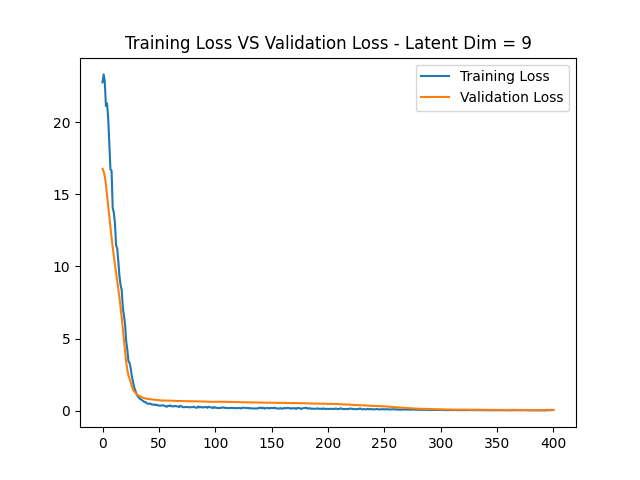 Training Loss VS Validation Loss - Latent Dim = 9
Training Loss
Validation Loss
20
15
10
5
0
0 50 100 150 200 250 300 350 400